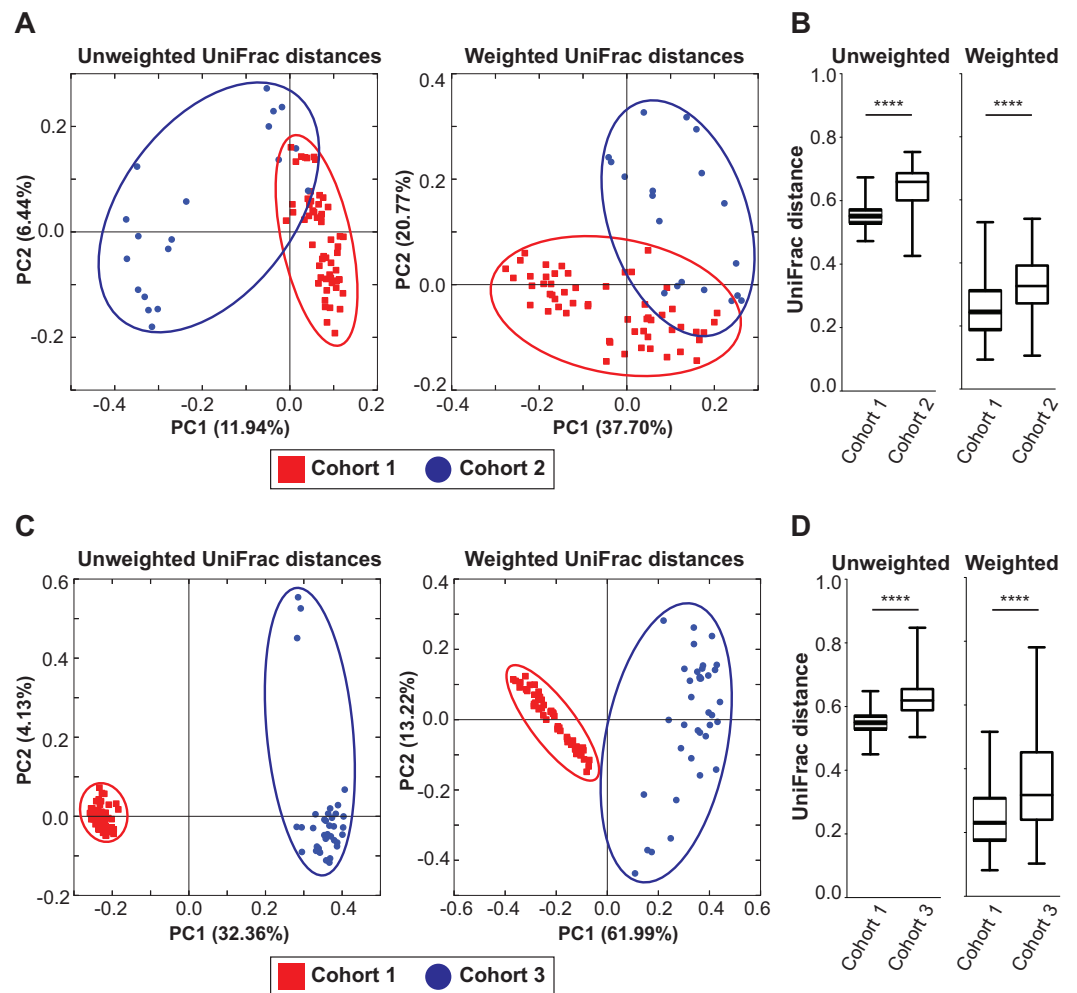 A
Unweighted UniFrac distances
0.2
0.0
-0.2
PC2 (6.44%)
-0.4
-0.2
0.0
0.2
PC1 (11.94%)
Weighted UniFrac distances
0.4
0.2
0.0
-0.2
PC2 (20.77%)
-0.4
-0.2
0.0
0.2
PC1 (37.70%)
Cohort 1
Cohort 2
B
Unweighted
Weighted
1.0
0.8
0.6
0.4
0.2
0.0
UniFrac distance
****
****
Cohort 1
Cohort 2
Cohort 1
Cohort 2
C
Unweighted UniFrac distances
0.6
0.4
0.2
0.0
-0.2
PC2 (4.13%)
-0.2
0.0
0.2
0.4
PC1 (32.36%)
Weighted UniFrac distances
0.4
0.2
0.0
-0.2
-0.4
PC2 (13.22%)
-0.6
-0.4
-0.2
0.0
0.2
0.4
0.6
PC1 (61.99%)
Cohort 1
Cohort 3
D
Unweighted
Weighted
1.0
0.8
0.6
0.4
0.2
0.0
UniFrac distance
****
****
Cohort 1
Cohort 3
Cohort 1
Cohort 3